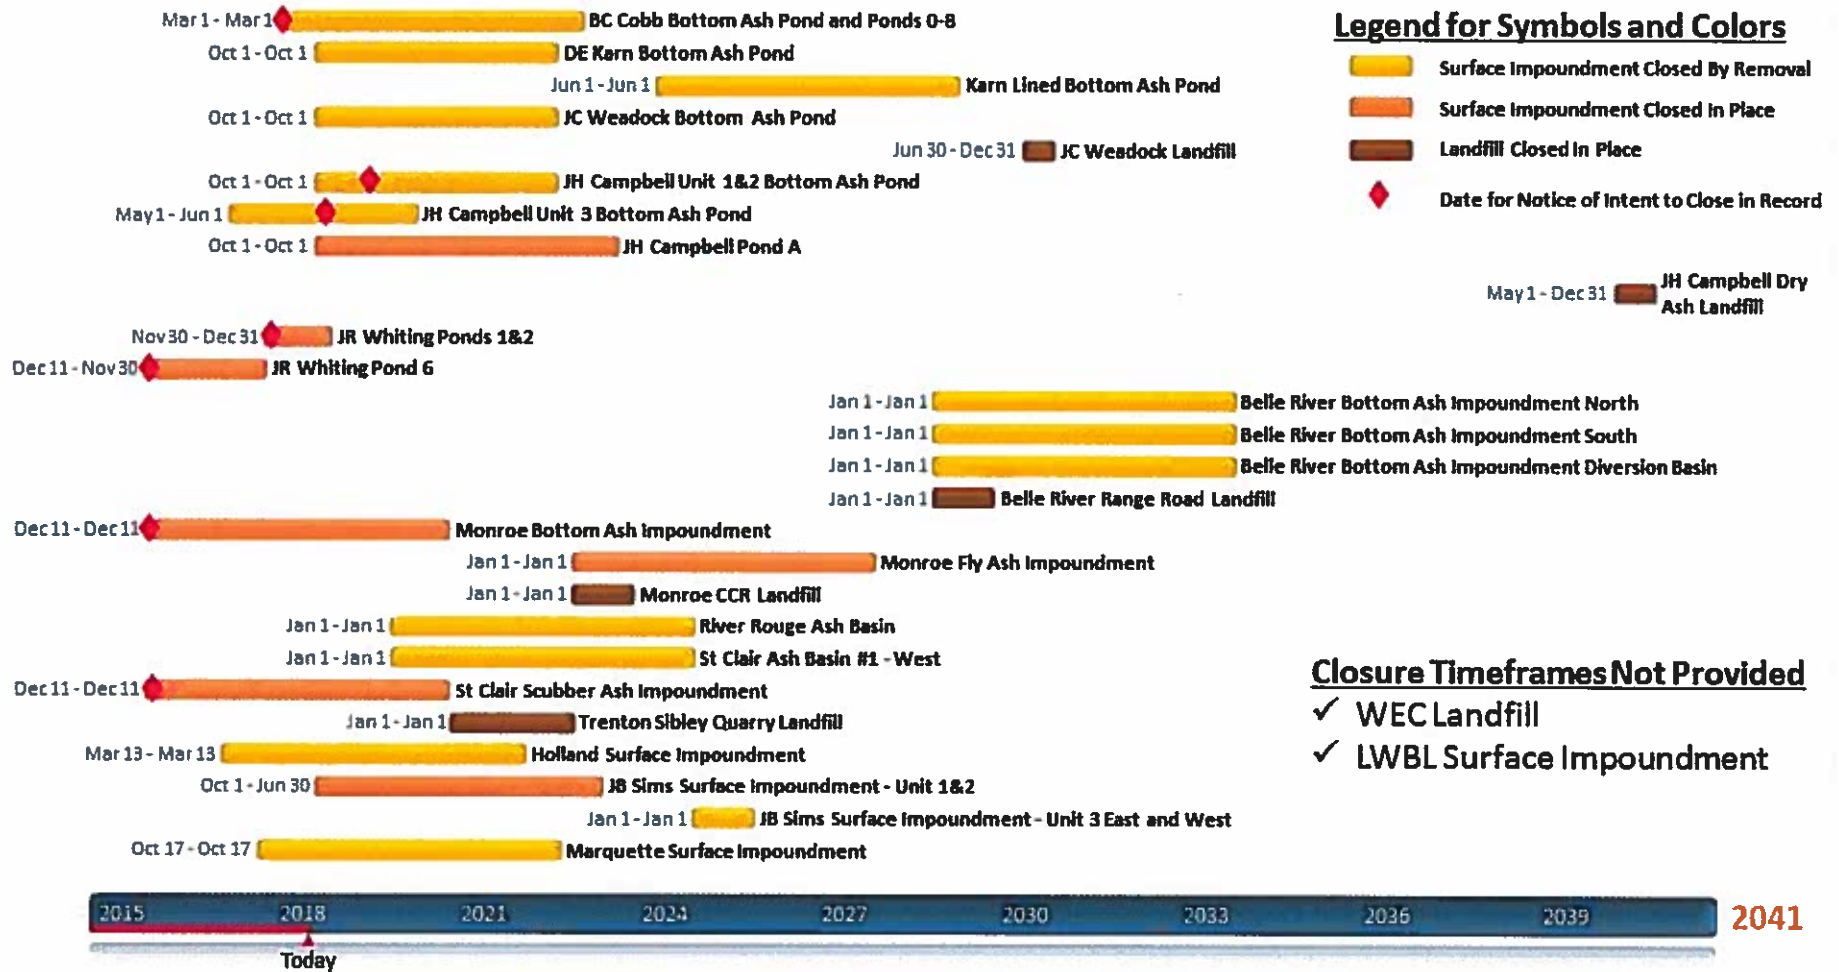 Legend for Symbols and Colors
Surface Impoundment Closed By Removal
Surface Impoundment Closed In Place
Landfill Closed In Place
Date for Notice of Intent to Close in Record
Mar 1 - Mar 1 BC Cobb Bottom Ash Pond and Ponds 0-8
Oct 1 - Oct 1 DE Karn Bottom Ash Pond
Jun 1 - Jun 1 Karn Lined Bottom Ash Pond
Oct 1 - Oct 1 JC Weadock Bottom Ash Pond
Jun 30 - Dec 31 JC Weadock Landfill
Oct 1 - Oct 1 JH Campbell Unit 1&2 Bottom Ash Pond
May 1 - Jun 1 JH Campbell Unit 3 Bottom Ash Pond
Oct 1 - Oct 1 JH Campbell Pond A
May 1 - Dec 31 JH Campbell Dry
Ash Landfill
Nov 30 - Dec 31 JR Whiting Ponds 1&2
Dec 11 - Nov 30 JR Whiting Pond 6
Jan 1 - Jan 1 Belle River Bottom Ash Impoundment North
Jan 1 - Jan 1 Belle River Bottom Ash Impoundment South
Jan 1 - Jan 1 Belle River Bottom Ash Impoundment Diversion Basin
Jan 1 - Jan 1 Belle River Range Road Landfill
Dec 11 - Dec 11 Monroe Bottom Ash Impoundment
Jan 1 - Jan 1 Monroe Fly Ash Impoundment
Jan 1 - Jan 1 Monroe CCR Landfill
Jan 1 - Jan 1 River Rouge Ash Basin
Jan 1 - Jan 1 St Clair Ash Basin #1 - West
Dec 11 - Dec 11 St Clair Scubber Ash Impoundment
Jan 1 - Jan 1 Trenton Sibley Quarry Landfill
Mar 13 - Mar 13 Holland Surface Impoundment
Oct 1 - Jun 30 JB Sims Surface Impoundment - Unit 1&2
Jan 1 - Jan 1 JB Sims Surface Impoundment - Unit 3 East and West
Oct 17 - Oct 17 Marquette Surface Impoundment
Closure Timeframes Not Provided
✓ WEC Landfill
✓ LWBL Surface Impoundment
2015 2018 2021 2024 2027 2030 2033 2036 2039 2041
Today